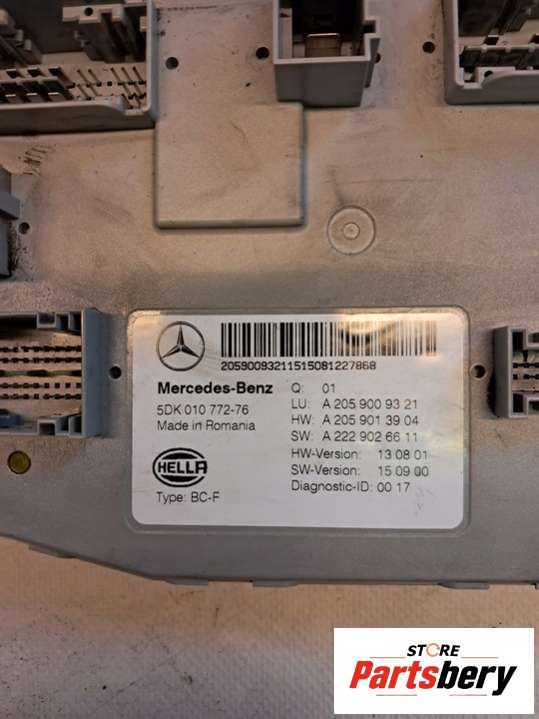 2059009321151508122​7868
Mercedes-Benz
5DK 010 772-76
Made in Romania
HELLA
Type: BC-F
Q: 01
LU: A 205 900 93 21
HW: A 205 901 39 04
SW: A 222 902 66 11
HW-Version: 13 08 01
SW-Version: 15 09 00
Diagnostic-ID: 00 17
STORE
Partsbery